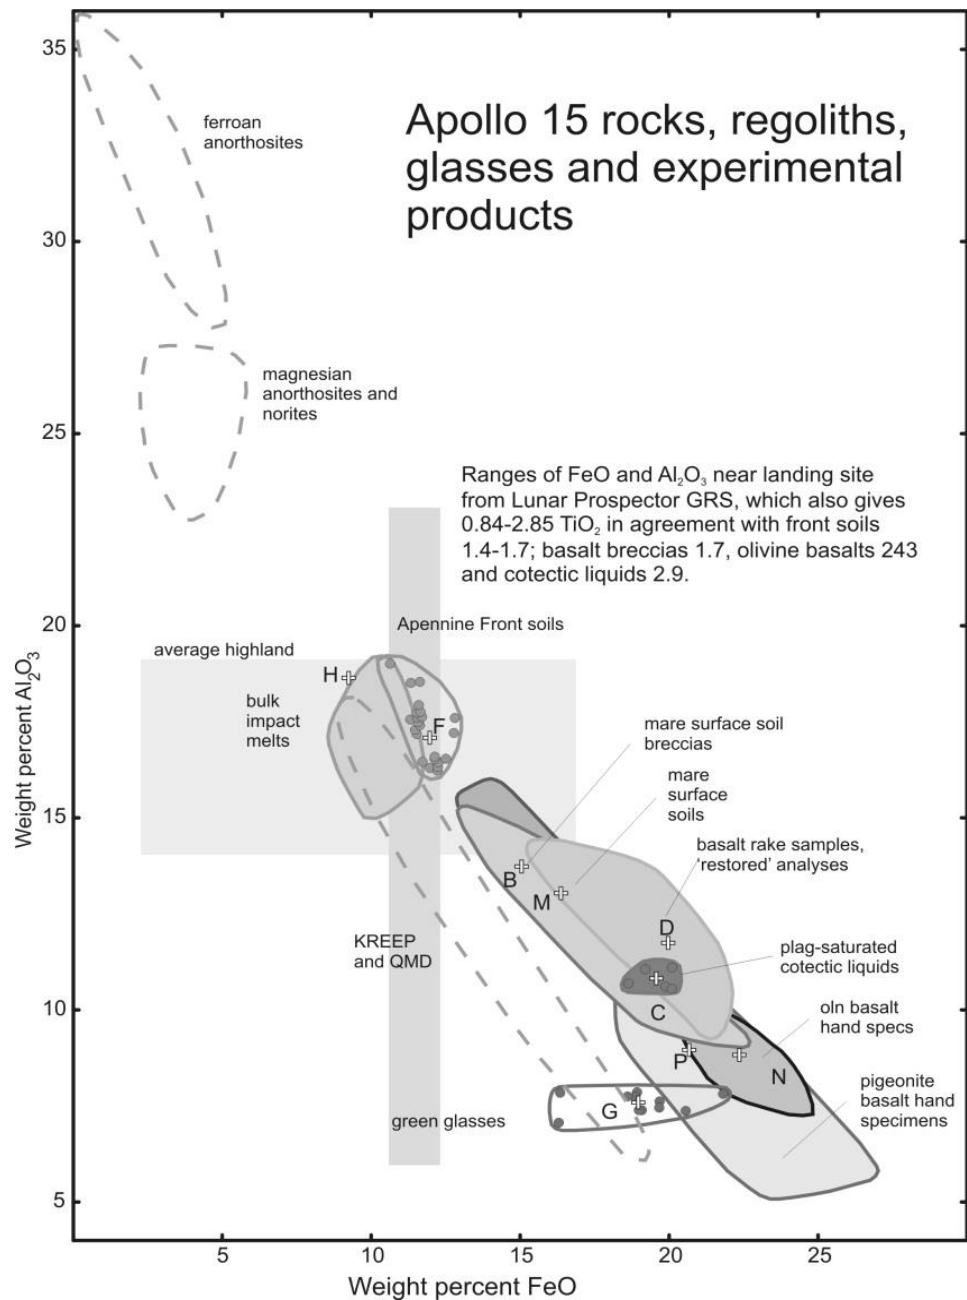 Apollo 15 rocks, regoliths,
glasses and experimental
products
ferroan
anorthosites
magnesian
anorthosites and
norites
Ranges of FeO and Al₂O₃ near landing site
from Lunar Prospector GRS, which also gives
0.84-2.85 TiO₂ in agreement with front soils
1.4-1.7; basalt breccias 1.7, olivine basalts 243
and cotectic liquids 2.9.
Apennine Front soils
average highland
H
bulk
impact
melts
F
mare surface soil
breccias
mare
surface
soils
basalt rake samples,
'restored' analyses
B
M
D
KREEP
and QMD
plag-saturated
cotectic liquids
C
oln basalt
hand specs
P
N
pigeonite
basalt hand
specimens
green glasses
G
35
30
25
20
15
10
5
Weight percent Al₂O₃
5
10
15
20
25
Weight percent FeO